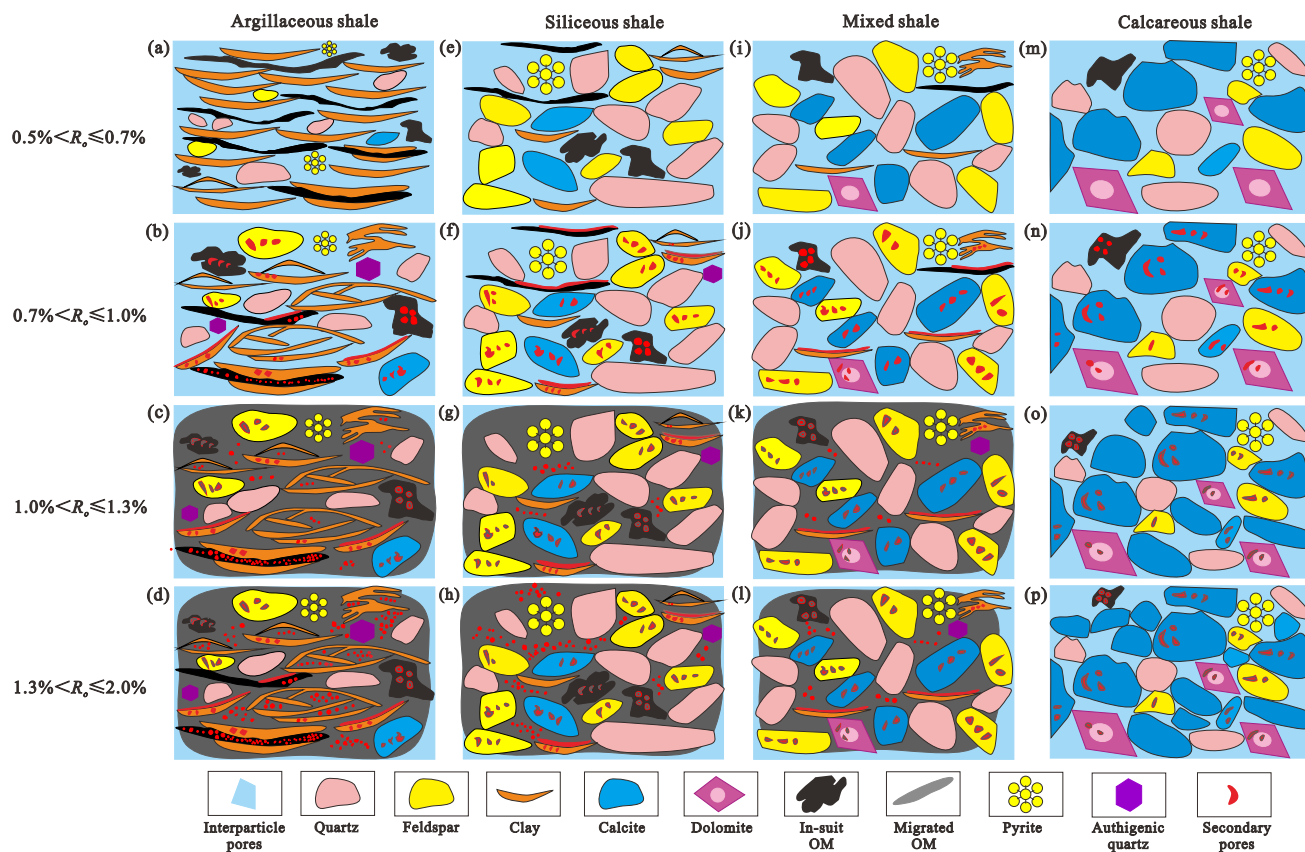 Argillaceous shale
Siliceous shale
Mixed shale
Calcareous shale
(a)
(e)
(i)
(m)
0.5%<Ro≤0.7%
(b)
(f)
(j)
(n)
0.7%<Ro≤1.0%
(c)
(g)
(k)
(o)
1.0%<Ro≤1.3%
(d)
(h)
(l)
(p)
1.3%<Ro≤2.0%
Interparticle
pores
Quartz
Feldspar
Clay
Calcite
Dolomite
In-suit
OM
Migrated
OM
Pyrite
Authigenic
quartz
Secondary
pores